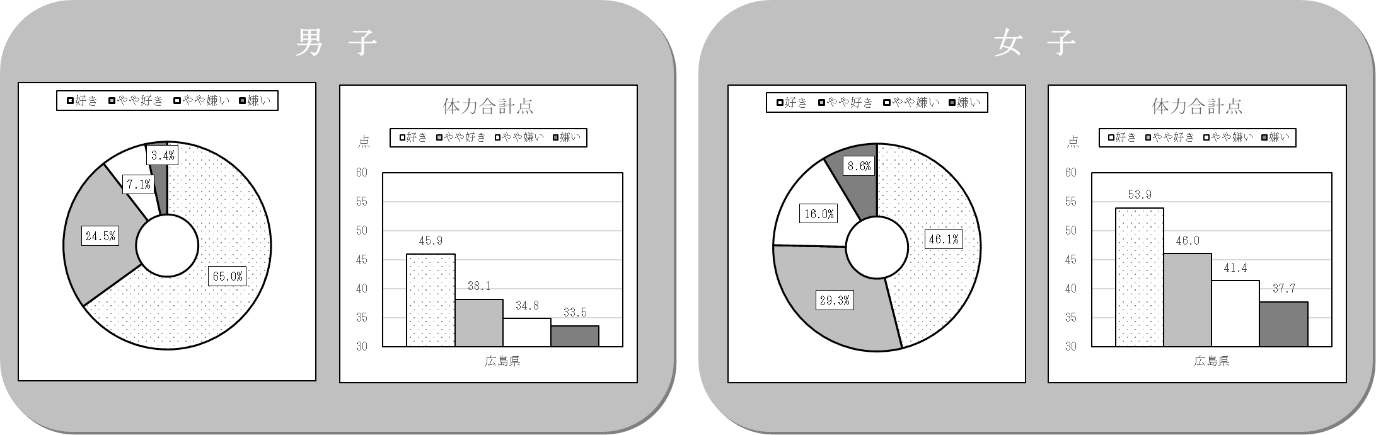 男 子
好き やや好き やや嫌い 嫌い
3.4%
7.1%
24.5%
65.0%
体力合計点
好き やや好き やや嫌い 嫌い
点
60
55
50
45
40
35
30
45.9
38.1
34.8
33.5
広島県
女 子
好き やや好き やや嫌い 嫌い
8.6%
16.0%
46.1%
29.3%
体力合計点
好き やや好き やや嫌い 嫌い
点
60
55
50
45
40
35
30
53.9
46.0
41.4
37.7
広島県